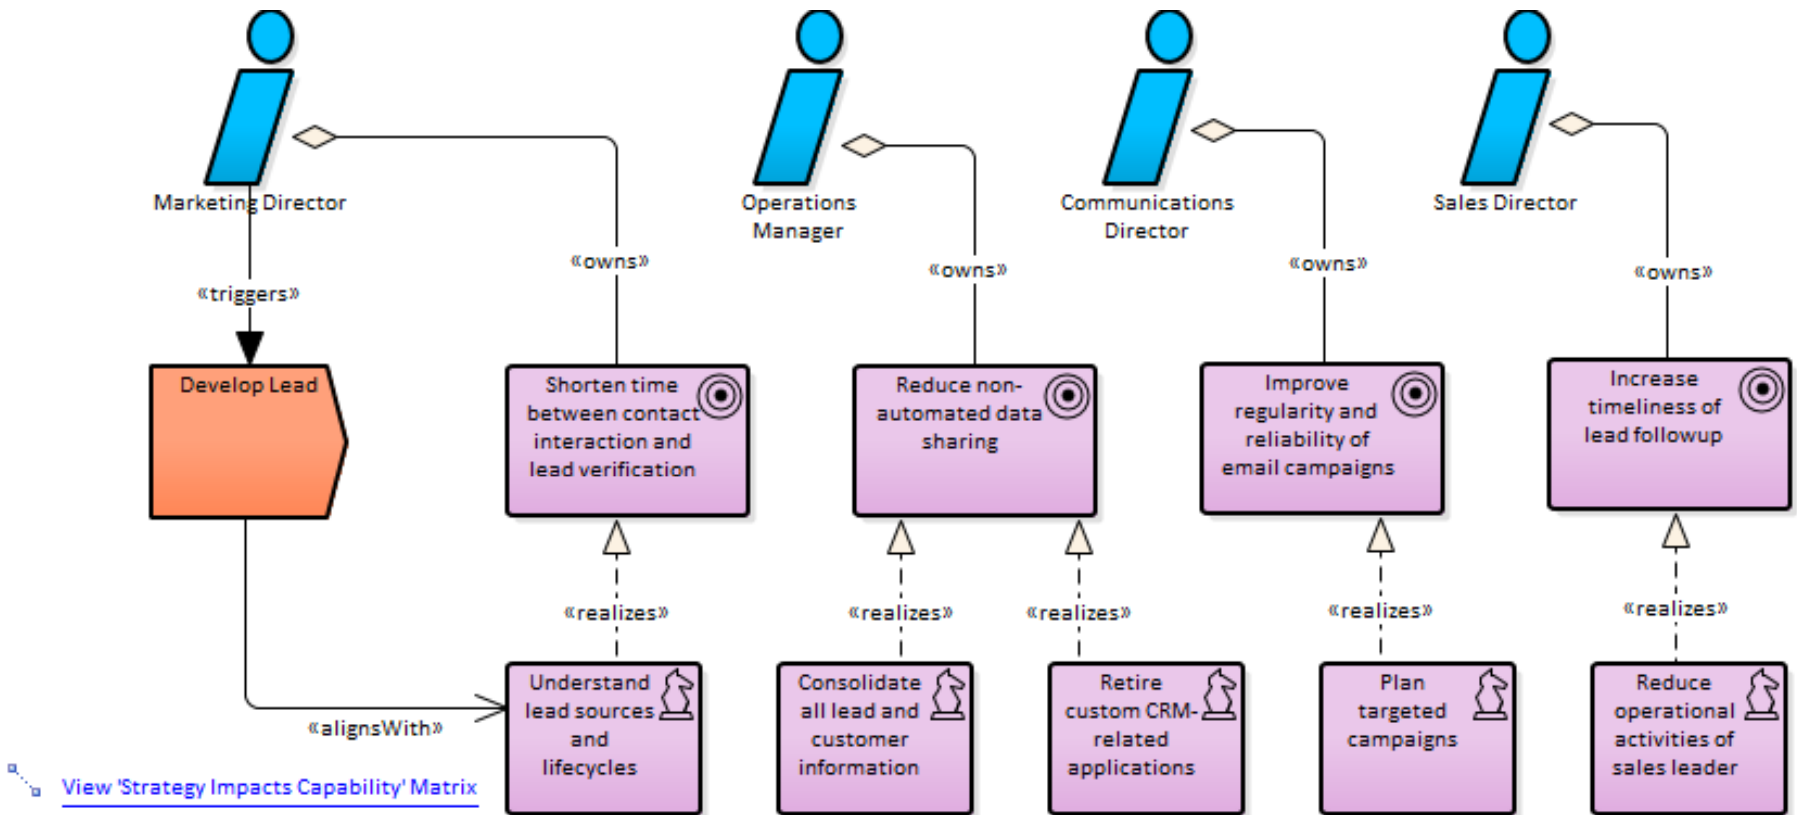 Marketing Director
Operations
Manager
Communications
Director
Sales Director
«owns»
«owns»
«owns»
«owns»
«triggers»
Develop Lead
Shorten time
between contact
interaction and
lead verification
Reduce non-
automated data
sharing
Improve
regularity and
reliability of
email campaigns
Increase
timeliness of
lead followup
«realizes»
«realizes»
«realizes»
«realizes»
«realizes»
«alignsWith»
Understand
lead sources
and
lifecycles
Consolidate
all lead and
customer
information
Retire
custom CRM-
related
applications
Plan
targeted
campaigns
Reduce
operational
activities of
sales leader
View 'Strategy Impacts Capability' Matrix